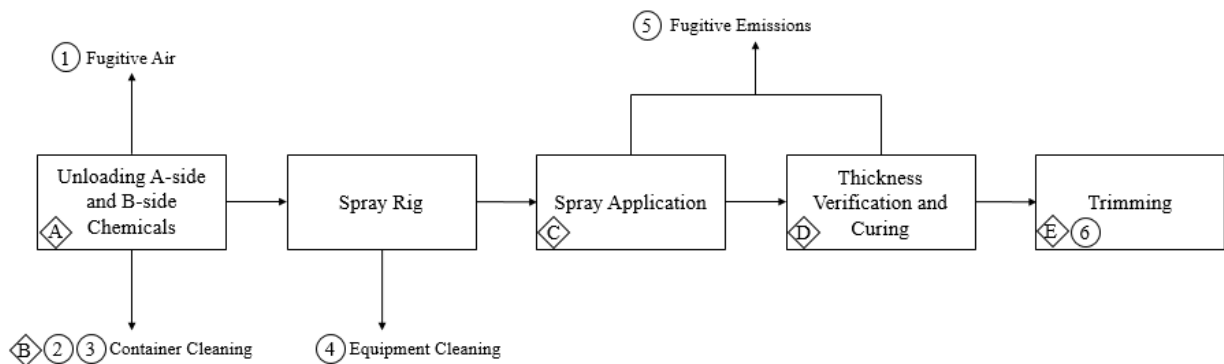 5 Fugitive Emissions
1 Fugitive Air
Unloading A-side
and B-side
Chemicals
A
Spray Rig
Spray Application
C
Thickness
Verification and
Curing
D
Trimming
E 6
B 2 3 Container Cleaning
4 Equipment Cleaning